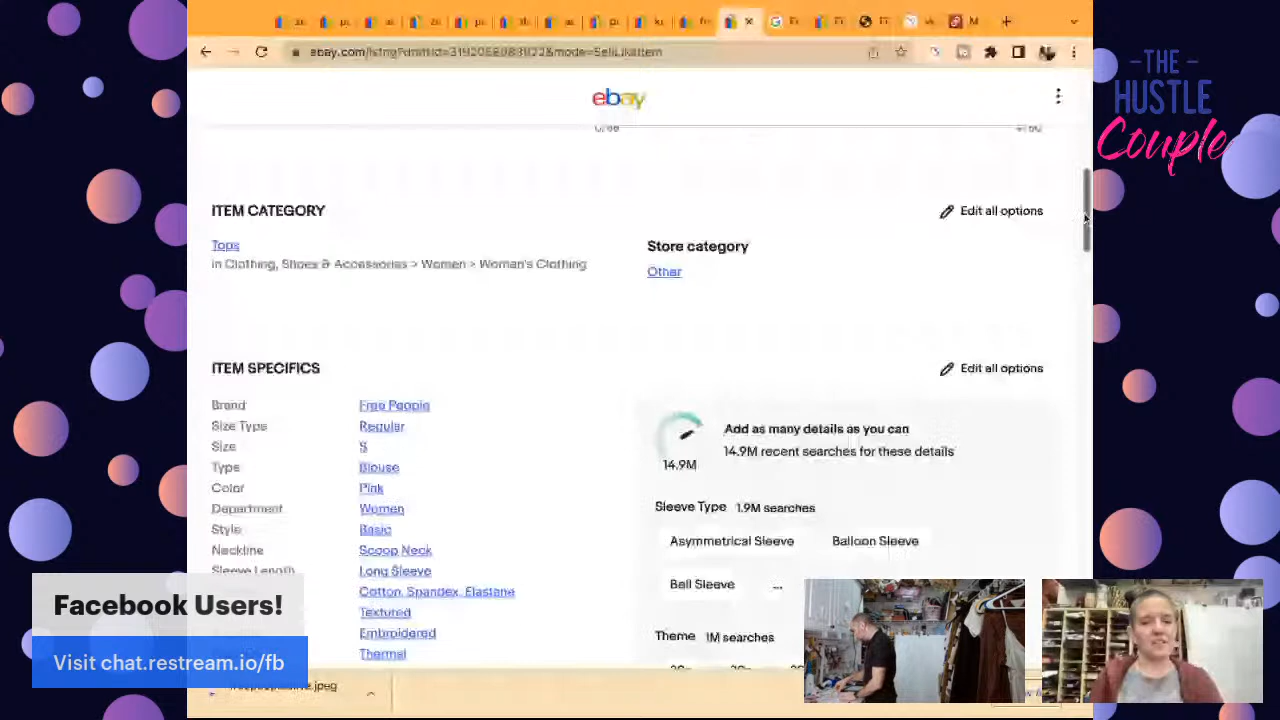 ebay.com
ebay
-THE-
HUSTLE
Couple
ITEM CATEGORY
Edit all options
Tops
in Clothing, Shoes & Accessories > Women > Women's Clothing
Store category
Other
ITEM SPECIFICS
Edit all options
Brand Free People
Size Type Regular
Size S
Type Blouse
Color Pink
Department Women
Style Basic
Neckline Scoop Neck
Sleeve Length Long Sleeve
Cotton, Spandex, Elastane
Textured
Embroidered
Thermal
Add as many details as you can
14.9M recent searches for these details
14.9M
Sleeve Type 1.9M searches
Asymmetrical Sleeve Balloon Sleeve
Bell Sleeve ...
Theme 1M searches
Facebook Users!
Visit chat.restream.io/fb